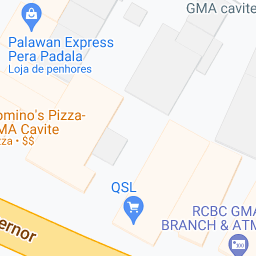 GMA cavite
Palawan Express
Pera Padala
Loja de penhores
omino's Pizza-
MA Cavite
zza • $$
QSL
RCBC GMA
BRANCH & ATM
ernor